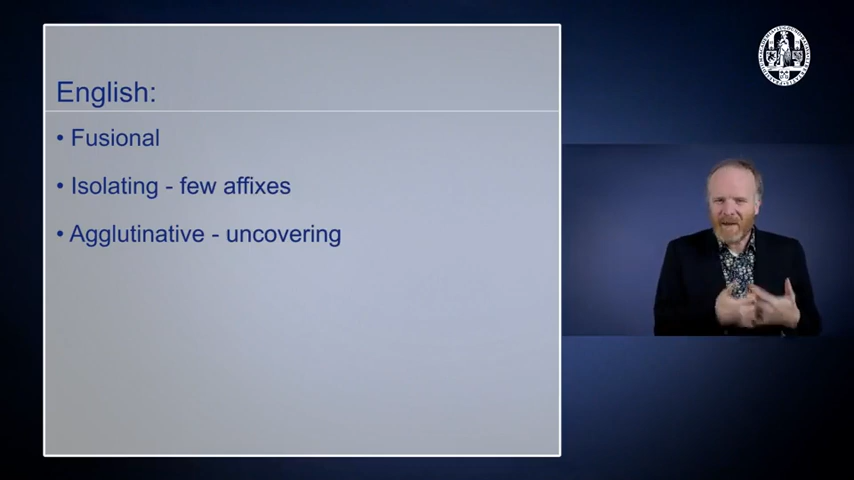 English:
• Fusional
• Isolating - few affixes
• Agglutinative - uncovering